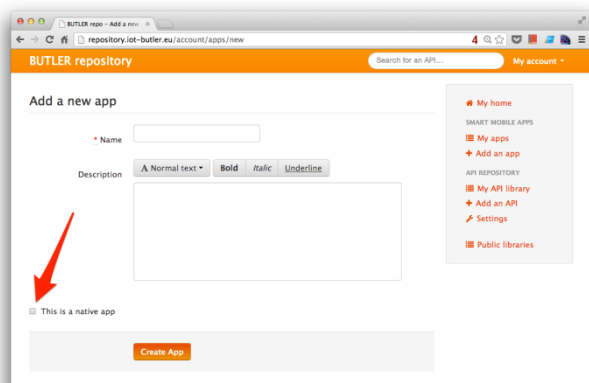 BUTLER repo - Add a new
repository.iot-butler.eu/account/apps/new
4
BUTLER repository
Search for an API...
My account
Add a new app
* Name
Description
A Normal text
Bold
Italic
Underline
This is a native app
Create App
My home
SMART MOBILE APPS
My apps
+ Add an app
API REPOSITORY
My API library
+ Add an API
Settings
Public libraries